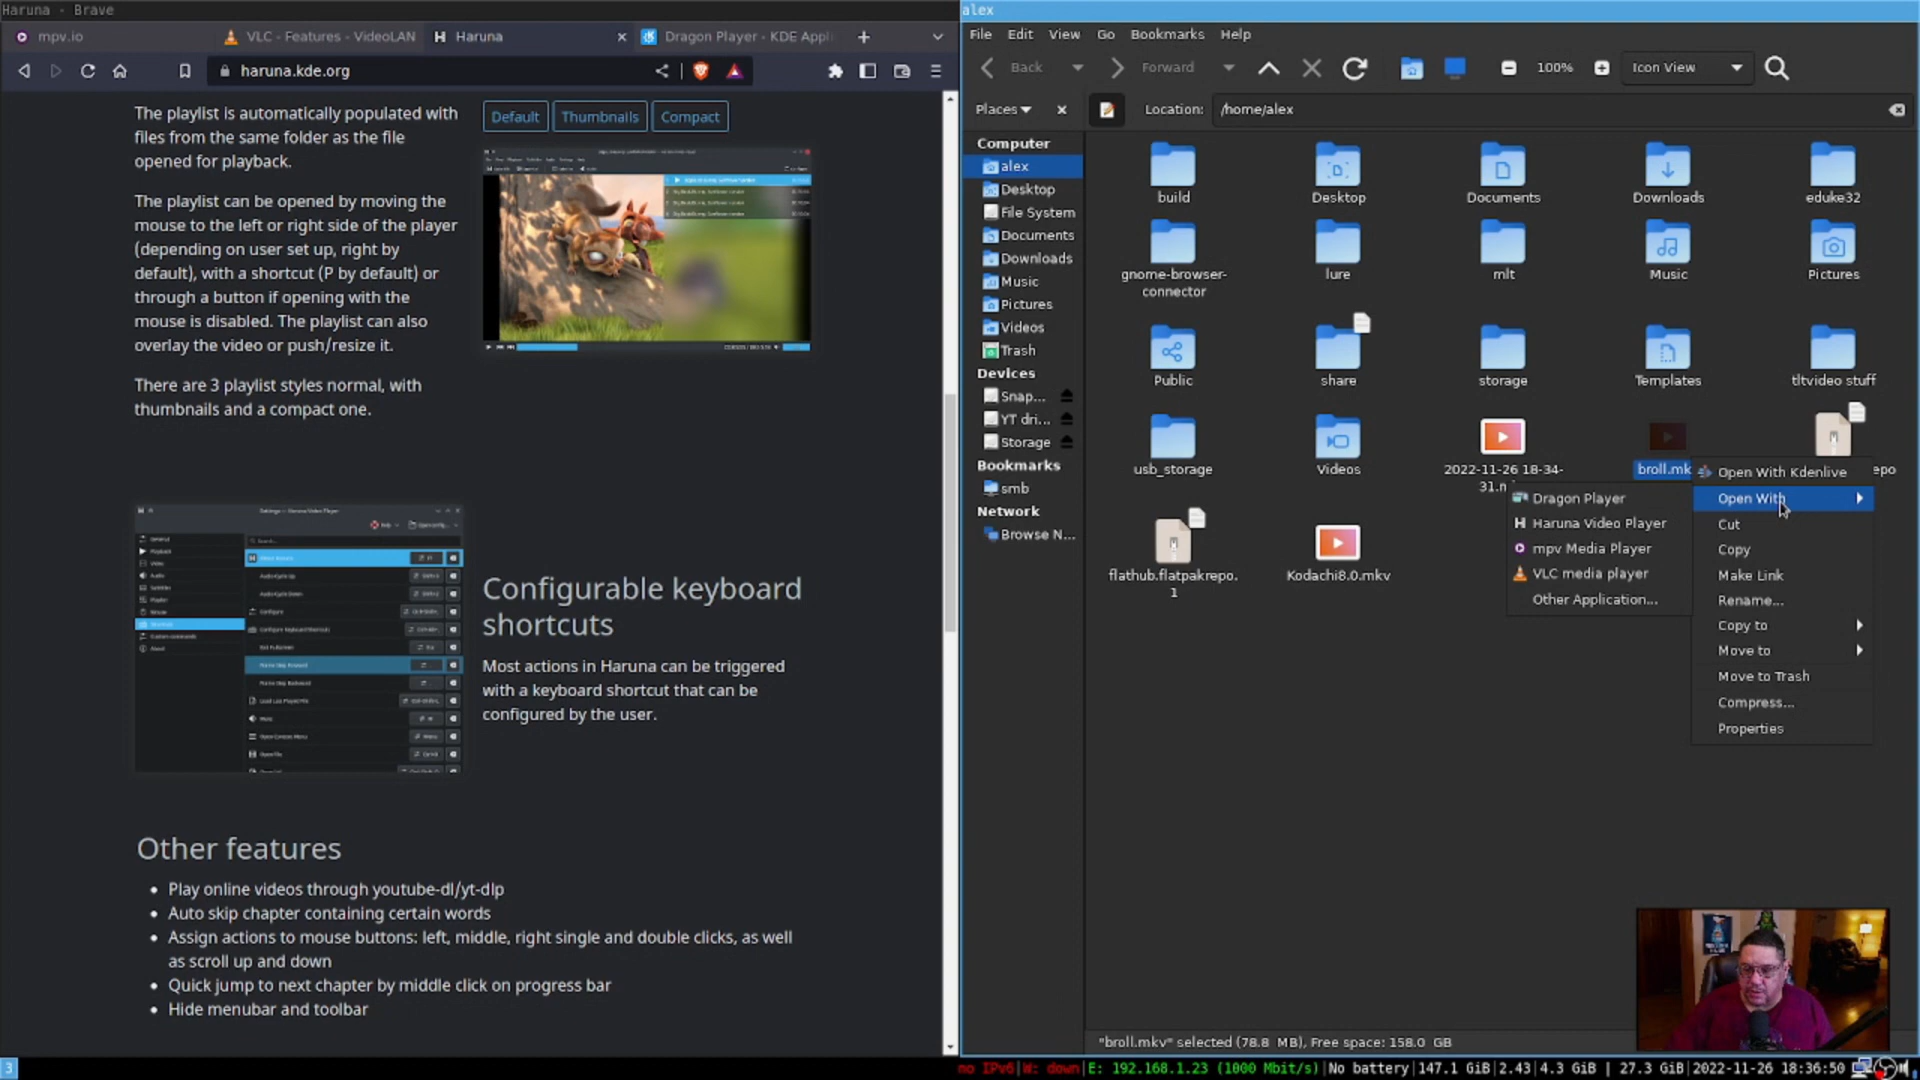 Haruna - Brave
mpv.io
VLC - Features - VideoLAN
Haruna
Dragon Player - KDE Appli
haruna.kde.org
The playlist is automatically populated with
files from the same folder as the file
opened for playback.
The playlist can be opened by moving the
mouse to the left or right side of the player
(depending on user set up, right by
default), with a shortcut (P by default) or
through a button if opening with the
mouse is disabled. The playlist can also
overlay the video or push/resize it.
There are 3 playlist styles normal, with
thumbnails and a compact one.
Default
Thumbnails
Compact
Configurable keyboard
shortcuts
Most actions in Haruna can be triggered
with a keyboard shortcut that can be
configured by the user.
Other features
• Play online videos through youtube-dl/yt-dlp
• Auto skip chapter containing certain words
• Assign actions to mouse buttons: left, middle, right single and double clicks, as well
as scroll up and down
• Quick jump to next chapter by middle click on progress bar
• Hide menubar and toolbar
alex
File Edit View Go Bookmarks Help
Back
Forward
100%
Icon View
Places
Location:
/home/alex
Computer
alex
Desktop
File System
Documents
Downloads
Music
Pictures
Videos
Trash
Devices
Snap...
YT dri...
Storage
Bookmarks
smb
Network
Browse N...
build
Desktop
Documents
Downloads
eduke32
gnome-browser-
connector
lure
mlt
Music
Pictures
Public
share
storage
Templates
tltvideo stuff
usb_storage
Videos
2022-11-26 18-34-
31.m
broll.mk
epo
flathub.flatpakrepo.
1
Kodachi8.0.mkv
Open With Kdenlive
Open With
Cut
Copy
Make Link
Rename...
Copy to
Move to
Move to Trash
Compress...
Properties
Dragon Player
Haruna Video Player
mpv Media Player
VLC media player
Other Application...
"broll.mkv" selected (78.8 MB), Free space: 158.0 GB
3
no IPv6|W: down|E: 192.168.1.23 (1000 Mbit/s)|No battery|147.1 GiB|2.43|4.3 GiB | 27.3 GiB|2022-11-26 18:36:50